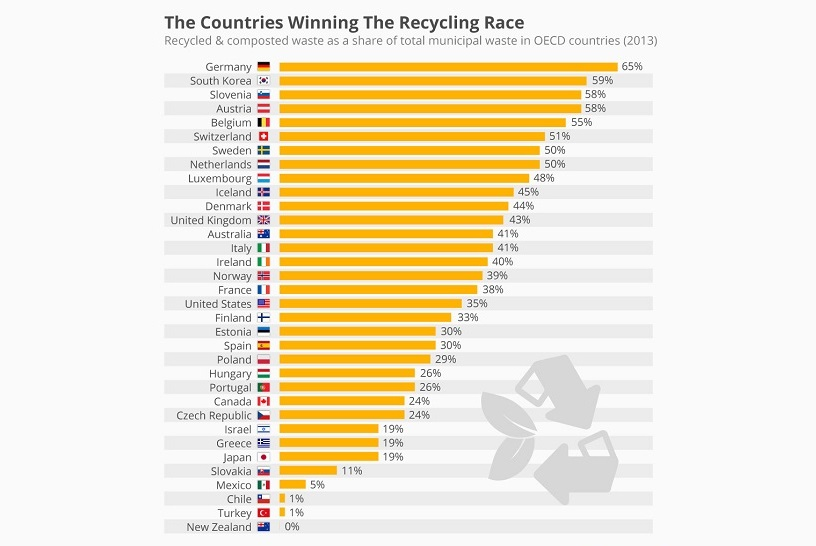 The Countries Winning The Recycling Race
Recycled & composted waste as a share of total municipal waste in OECD countries (2013)
Germany 65%
South Korea 59%
Slovenia 58%
Austria 58%
Belgium 55%
Switzerland 51%
Sweden 50%
Netherlands 50%
Luxembourg 48%
Iceland 45%
Denmark 44%
United Kingdom 43%
Australia 41%
Italy 41%
Ireland 40%
Norway 39%
France 38%
United States 35%
Finland 33%
Estonia 30%
Spain 30%
Poland 29%
Hungary 26%
Portugal 26%
Canada 24%
Czech Republic 24%
Israel 19%
Greece 19%
Japan 19%
Slovakia 11%
Mexico 5%
Chile 1%
Turkey 1%
New Zealand 0%